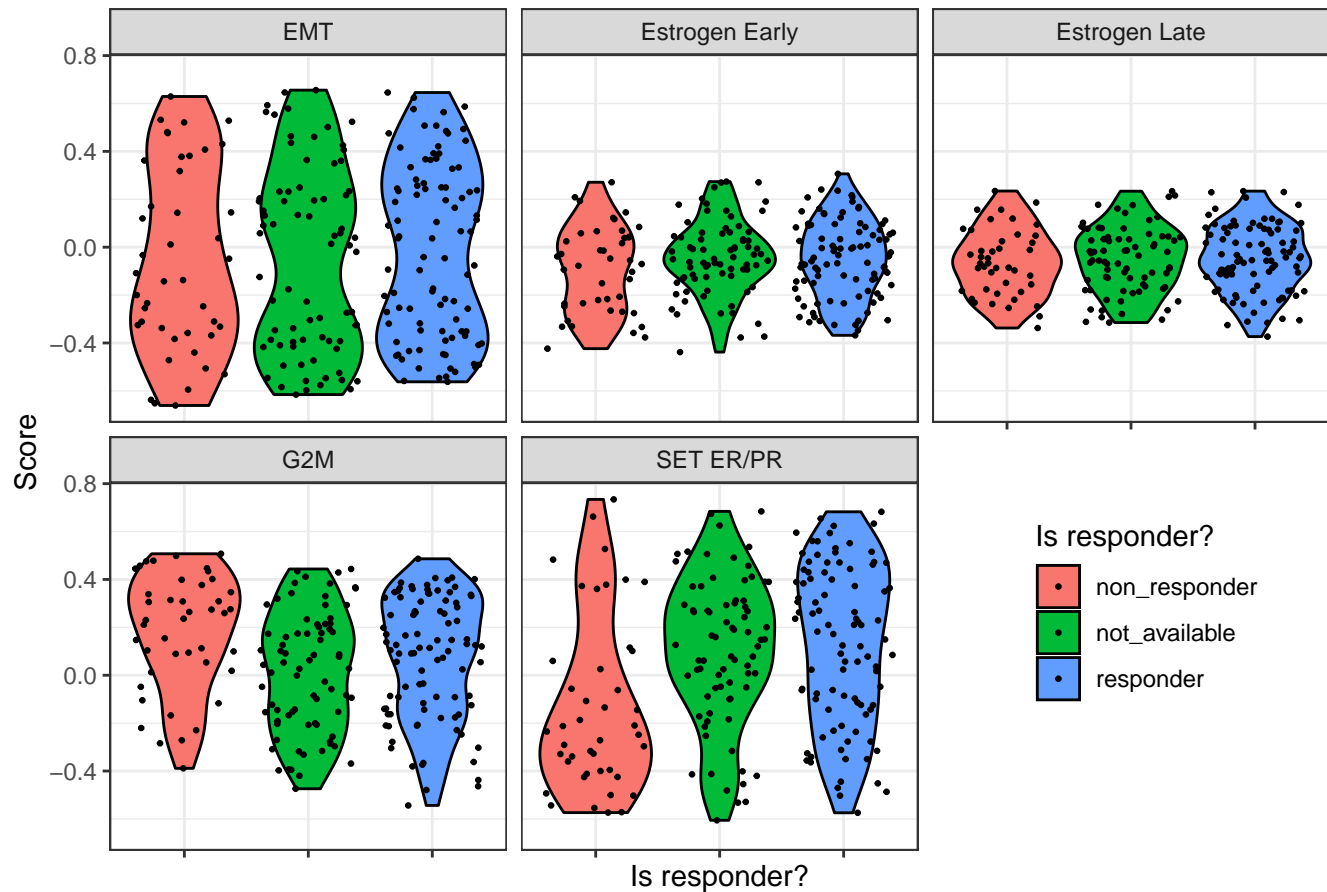 EMT
Estrogen Early
Estrogen Late
0.8
0.4
0.0
−0.4
Score
G2M
SET ER/PR
0.8
0.4
0.0
−0.4
Is responder?
Is responder?
non_responder
not_available
responder